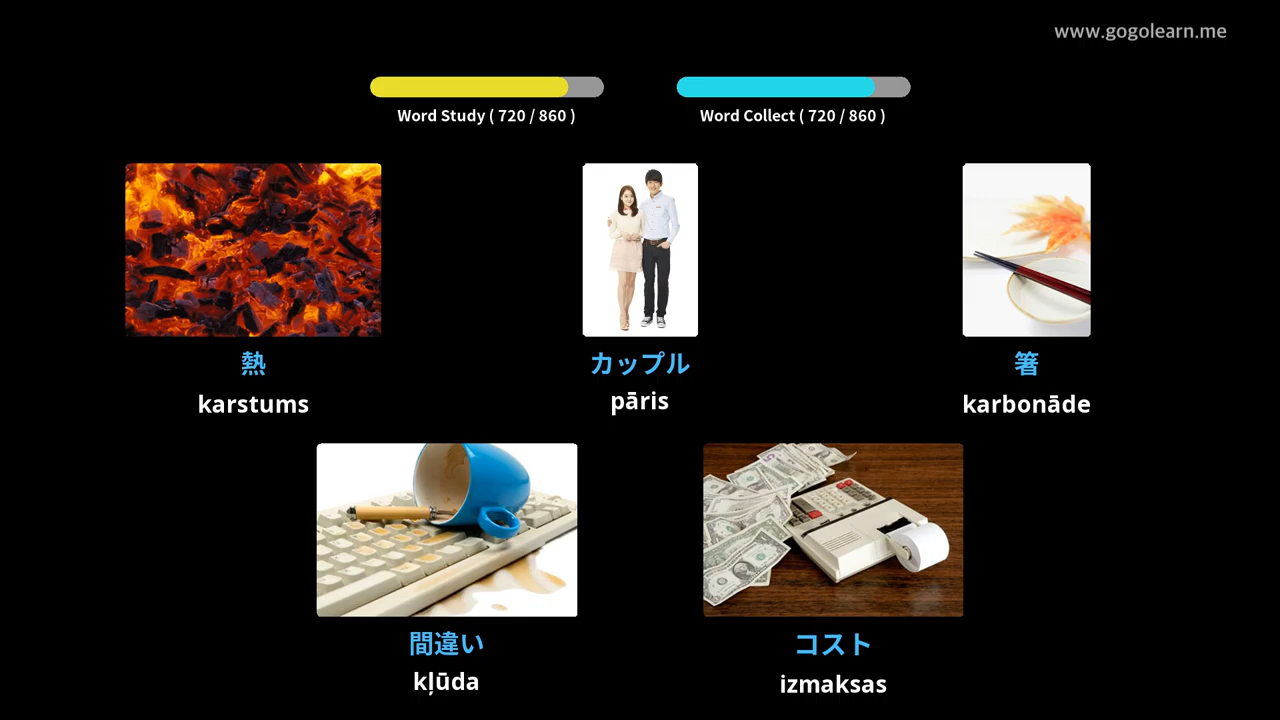 www.gogolearn.me
Word Study ( 720 / 860 )
Word Collect ( 720 / 860 )
熱
karstums
カップル
pāris
箸
karbonāde
間違い
kļūda
コスト
izmaksas